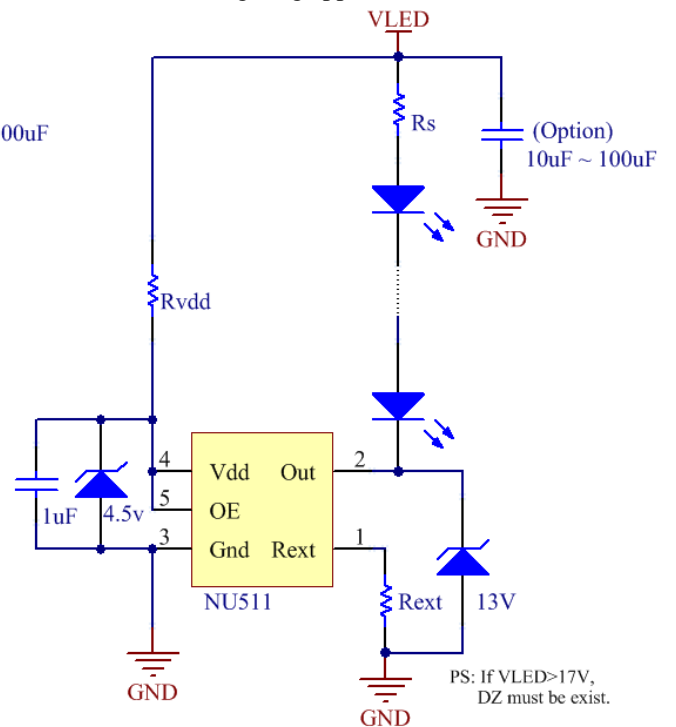 VLED
Rs
(Option)
00uF
10uF ~ 100uF
GND
Rvdd
4
Vdd
Out
2
1uF
4.5v
5
OE
3
Gnd
Rext
1
NU511
Rext
13V
GND
PS: If VLED>17V,
DZ must be exist.
GND